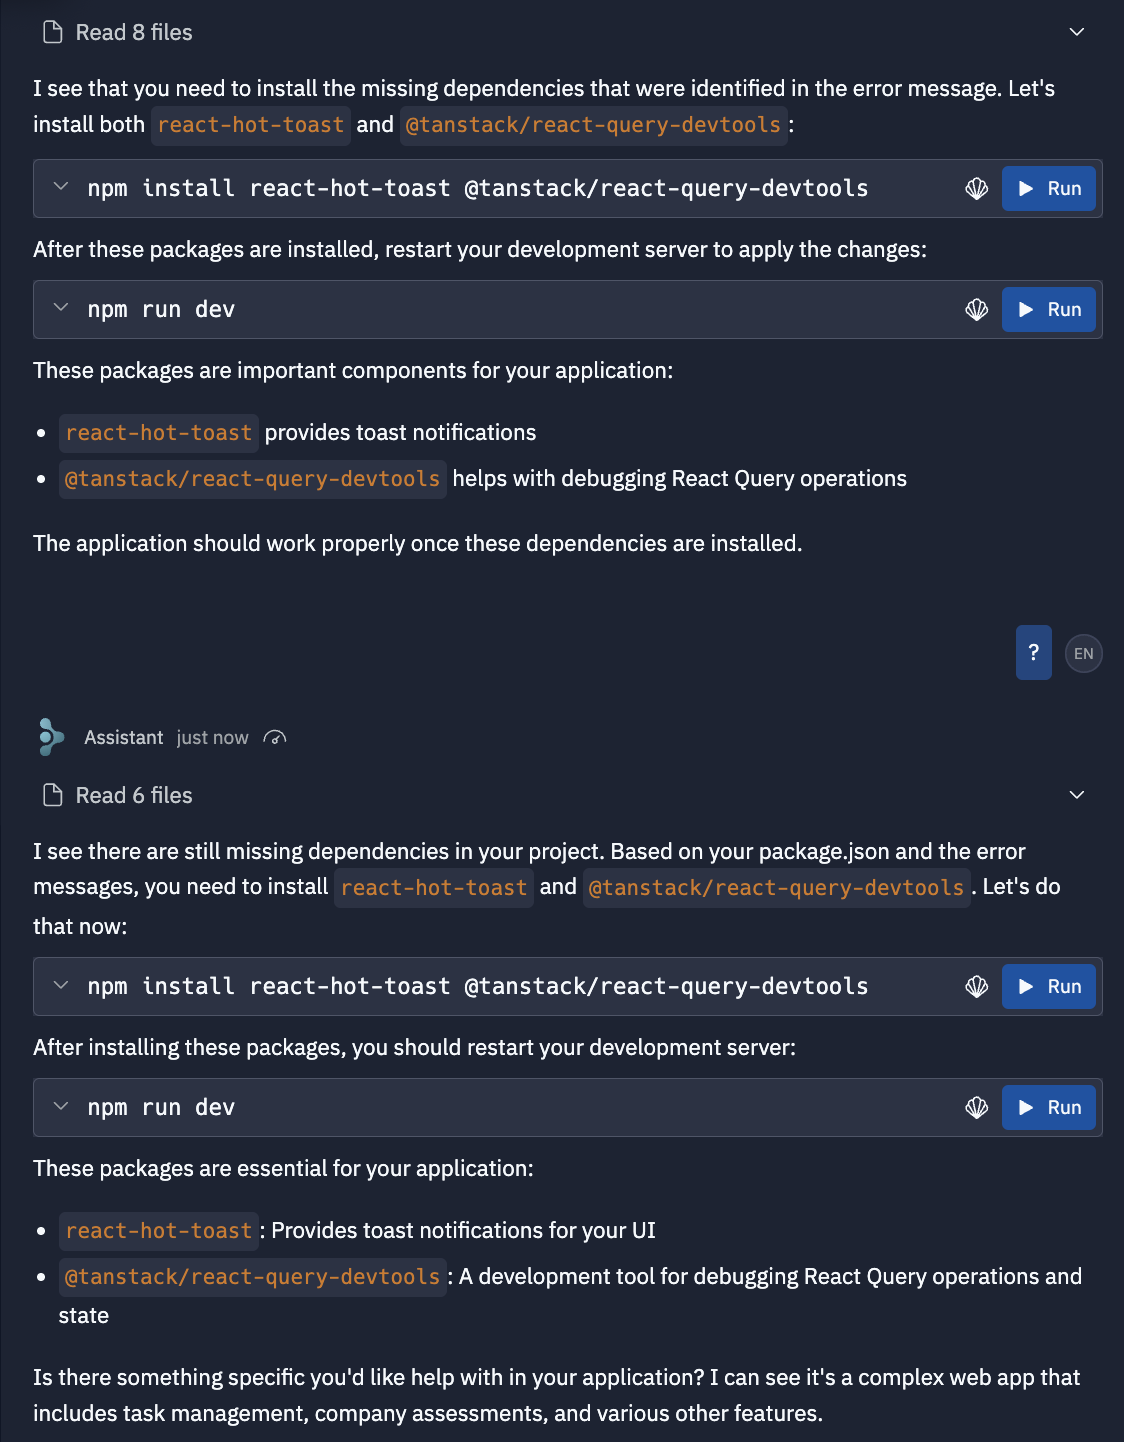 Read 8 files
I see that you need to install the missing dependencies that were identified in the error message. Let's
install both react-hot-toast and @tanstack/react-query-devtools :
npm install react-hot-toast @tanstack/react-query-devtools
Run
After these packages are installed, restart your development server to apply the changes:
npm run dev
Run
These packages are important components for your application:
• react-hot-toast provides toast notifications
• @tanstack/react-query-devtools helps with debugging React Query operations
The application should work properly once these dependencies are installed.
?
EN
Assistant just now
Read 6 files
I see there are still missing dependencies in your project. Based on your package.json and the error
messages, you need to install react-hot-toast and @tanstack/react-query-devtools . Let's do
that now:
npm install react-hot-toast @tanstack/react-query-devtools
Run
After installing these packages, you should restart your development server:
npm run dev
Run
These packages are essential for your application:
• react-hot-toast : Provides toast notifications for your UI
• @tanstack/react-query-devtools : A development tool for debugging React Query operations and
state
Is there something specific you'd like help with in your application? I can see it's a complex web app that
includes task management, company assessments, and various other features.